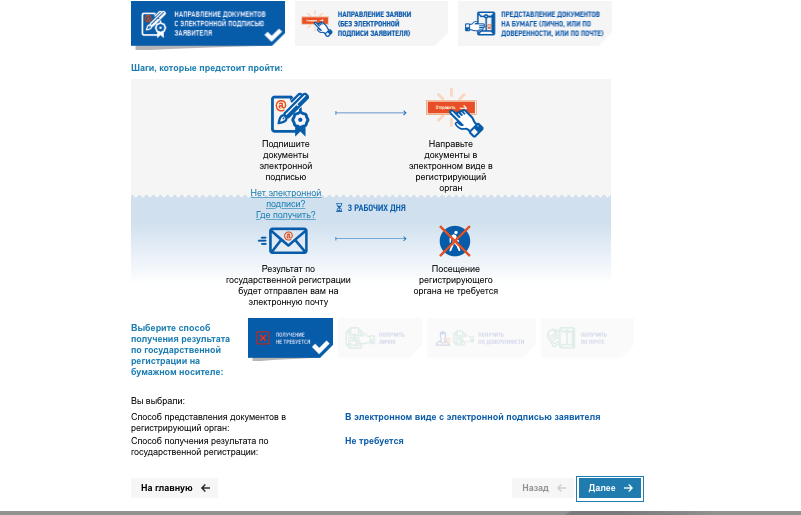 НАПРАВЛЕНИЕ ДОКУМЕНТОВ
С ЭЛЕКТРОННОЙ ПОДПИСЬЮ
ЗАЯВИТЕЛЯ
НАПРАВЛЕНИЕ ЗАЯВКИ
(БЕЗ ЭЛЕКТРОННОЙ
ПОДПИСИ ЗАЯВИТЕЛЯ)
ПРЕДСТАВЛЕНИЕ ДОКУМЕНТОВ
НА БУМАГЕ (ЛИЧНО, ИЛИ ПО
ДОВЕРЕННОСТИ, ИЛИ ПО ПОЧТЕ)
Шаги, которые предстоит пройти:
Отправить
Подпишите
документы
электронной
подписью
Направьте
документы в
электронном виде в
регистрирующий
орган
Нет электронной
подписи?
Где получить?
3 РАБОЧИХ ДНЯ
Результат по
государственной регистрации
будет отправлен вам на
электронную почту
Посещение
регистрирующего
органа не требуется
Выберите способ
получения результата
по государственной
регистрации на
бумажном носителе:
ПОЛУЧЕНИЕ
НЕ ТРЕБУЕТСЯ
ПОЛУЧИТЬ
ЛИЧНО
ПОЛУЧИТЬ
ПО ДОВЕРЕННОСТИ
ПОЛУЧИТЬ
ПО ПОЧТЕ
Вы выбрали:
Способ представления документов в
регистрирующий орган:
В электронном виде с электронной подписью заявителя
Способ получения результата по
государственной регистрации:
Не требуется
На главную
Назад
Далее